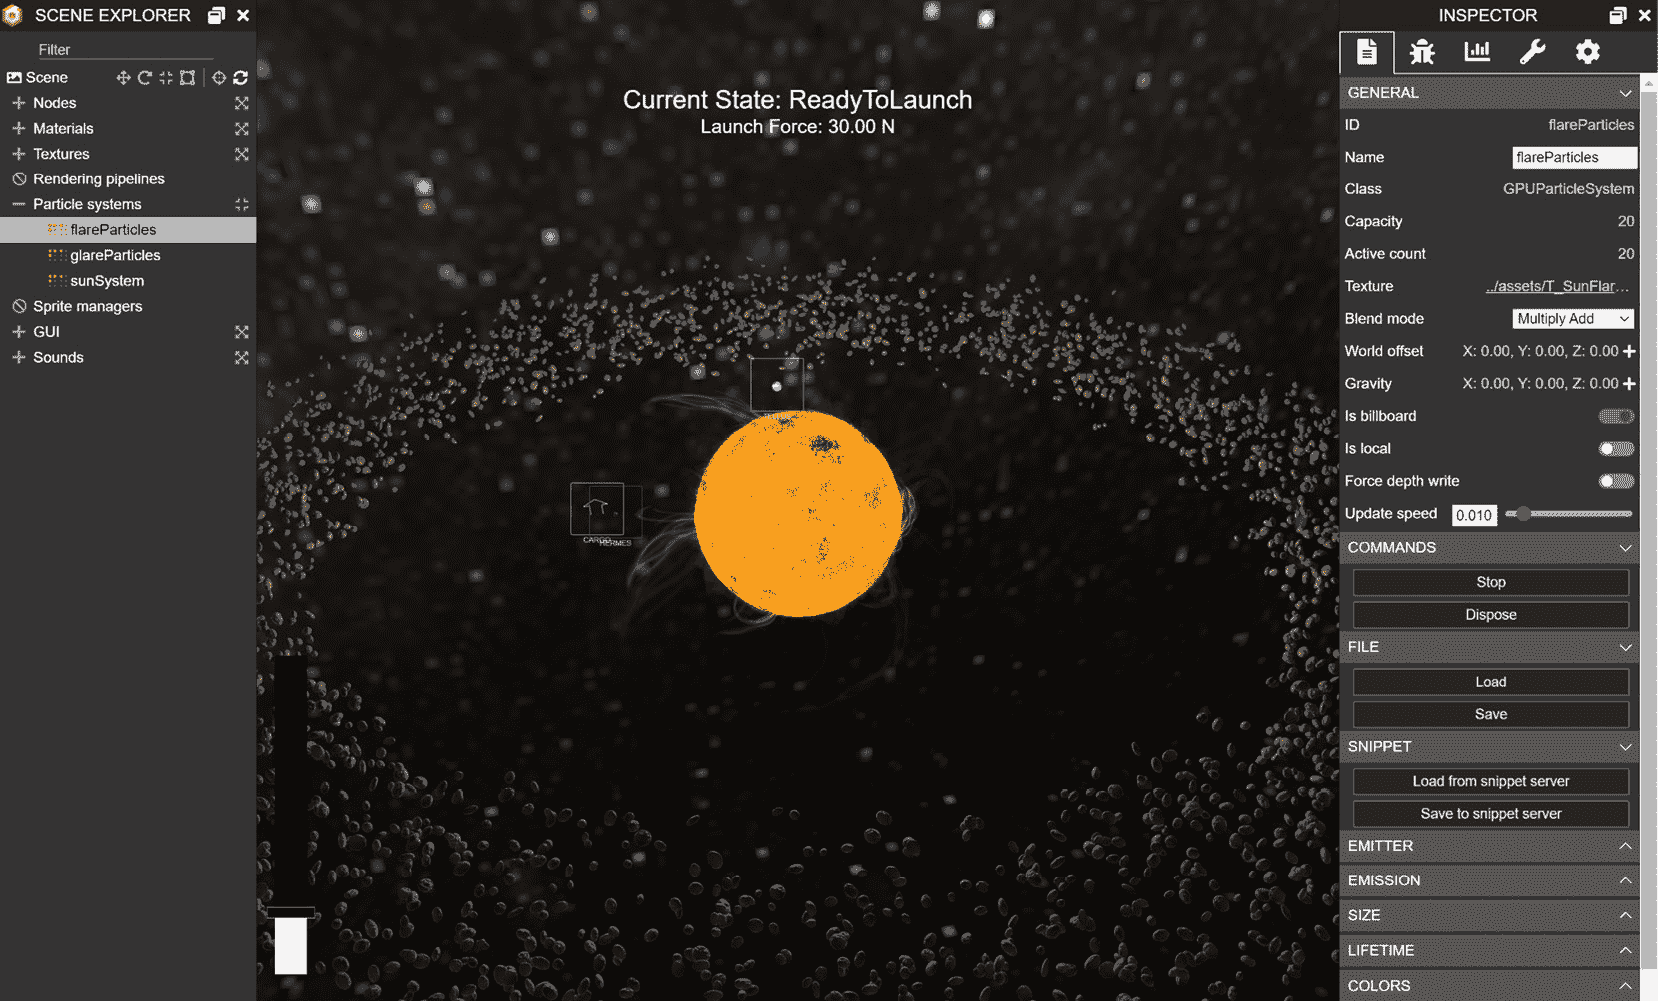 SCENE EXPLORER
Filter
Scene
Nodes
Materials
Textures
Rendering pipelines
Particle systems
flareParticles
glareParticles
sunSystem
Sprite managers
GUI
Sounds
Current State: ReadyToLaunch
Launch Force: 30.00 N
CARGO
HERMES
INSPECTOR
GENERAL
ID flareParticles
Name flareParticles
Class GPUParticleSystem
Capacity 20
Active count 20
Texture ../assets/T_SunFlar...
Blend mode Multiply Add
World offset X: 0.00, Y: 0.00, Z: 0.00
Gravity X: 0.00, Y: 0.00, Z: 0.00
Is billboard
Is local
Force depth write
Update speed 0.010
COMMANDS
Stop
Dispose
FILE
Load
Save
SNIPPET
Load from snippet server
Save to snippet server
EMITTER
EMISSION
SIZE
LIFETIME
COLORS